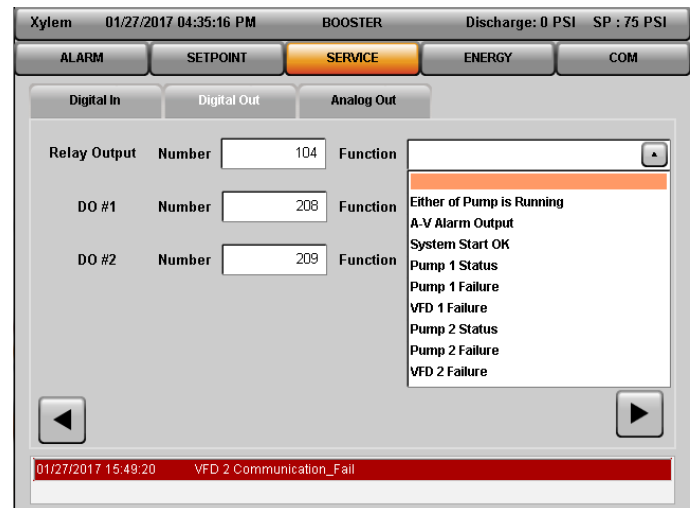 Xylem 01/27/2017 04:35:16 PM BOOSTER Discharge: 0 PSI SP : 75 PSI
ALARM SETPOINT SERVICE ENERGY COM
Digital In Digital Out Analog Out
Relay Output Number 104 Function
DO #1 Number 208 Function
DO #2 Number 209 Function
Either of Pump is Running
A-V Alarm Output
System Start OK
Pump 1 Status
Pump 1 Failure
VFD 1 Failure
Pump 2 Status
Pump 2 Failure
VFD 2 Failure
01/27/2017 15:49:20 VFD 2 Communication_Fail